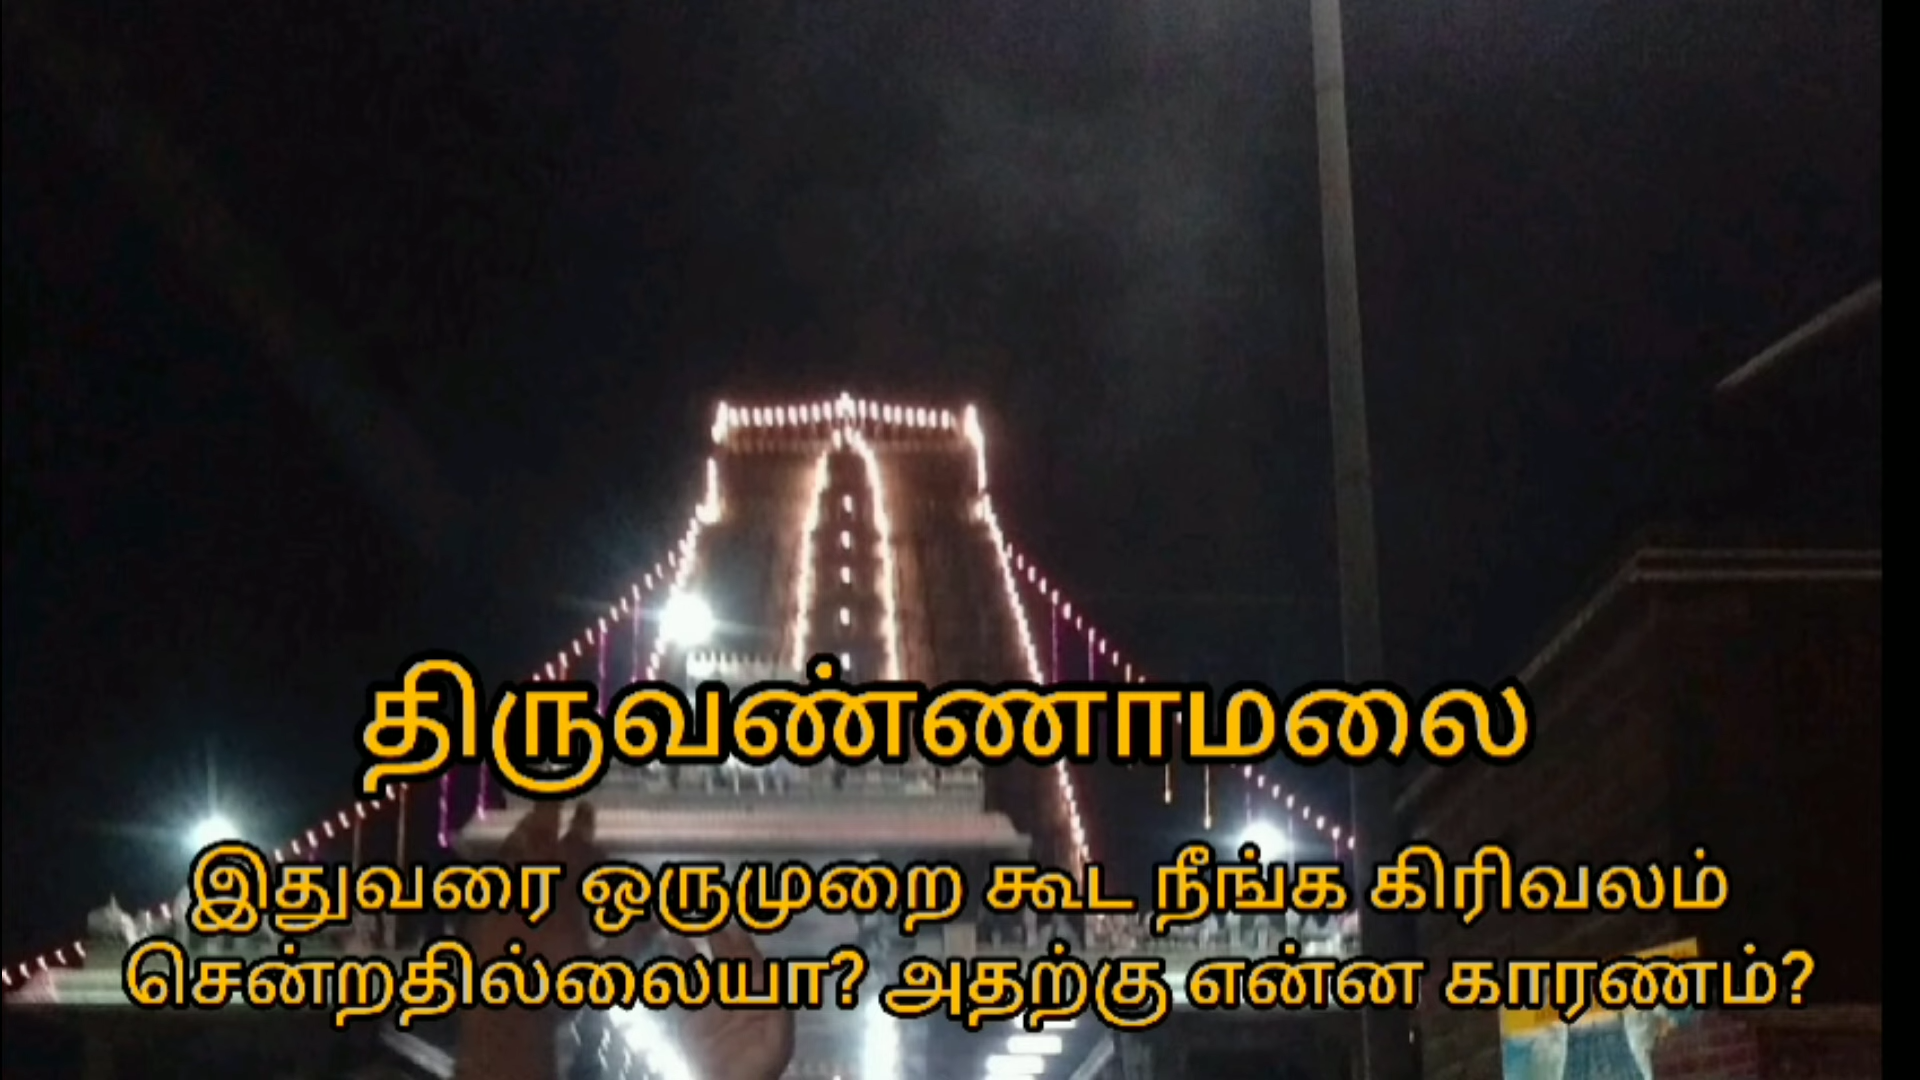 திருவண்ணாமலை
இதுவரை ஒருமுறை கூட நீங்க கிரிவலம்
சென்றதில்லையா? அதற்கு என்ன காரணம்?